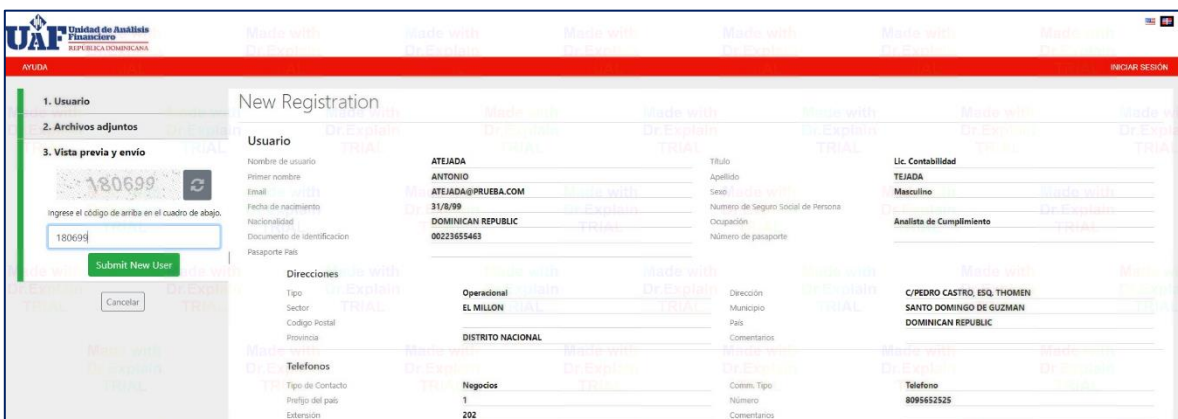 UAF Unidad de Análisis
Financiero
REPÚBLICA DOMINICANA
AYUDA INICIAR SESIÓN
1. Usuario
2. Archivos adjuntos
3. Vista previa y envío
180699
Ingrese el código de arriba en el cuadro de abajo.
180699
Submit New User
Cancelar
New Registration
Usuario
Nombre de usuario ATEJADA Título Lic. Contabilidad
Primer nombre ANTONIO Apellido TEJADA
Email ATEJADA@PRUEBA.COM Sexo Masculino
Fecha de nacimiento 31/8/99 Numero de Seguro Social de Persona
Nacionalidad DOMINICAN REPUBLIC Ocupación Analista de Cumplimiento
Documento de Identificacion 00223655463 Número de pasaporte
Pasaporte País
Direcciones
Tipo Operacional Dirección C/PEDRO CASTRO, ESQ. THOMEN
Sector EL MILLON Municipio SANTO DOMINGO DE GUZMAN
Codigo Postal País DOMINICAN REPUBLIC
Provincia DISTRITO NACIONAL Comentarios
Telefonos
Tipo de Contacto Negocios Comm. Tipo Telefono
Prefijo del país 1 Número 8095652525
Extensión 202 Comentarios
Made with
Dr.Explain
TRIAL